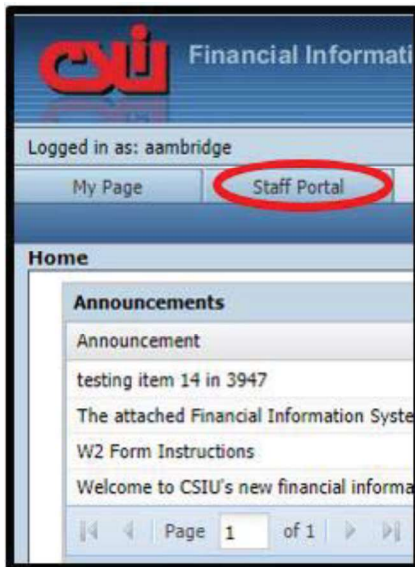 CSIU
Financial Informati
Logged in as: aambridge
My Page Staff Portal
Home
Announcements
Announcement
testing item 14 in 3947
The attached Financial Information Syste
W2 Form Instructions
Welcome to CSIU's new financial informa
Page 1 of 1